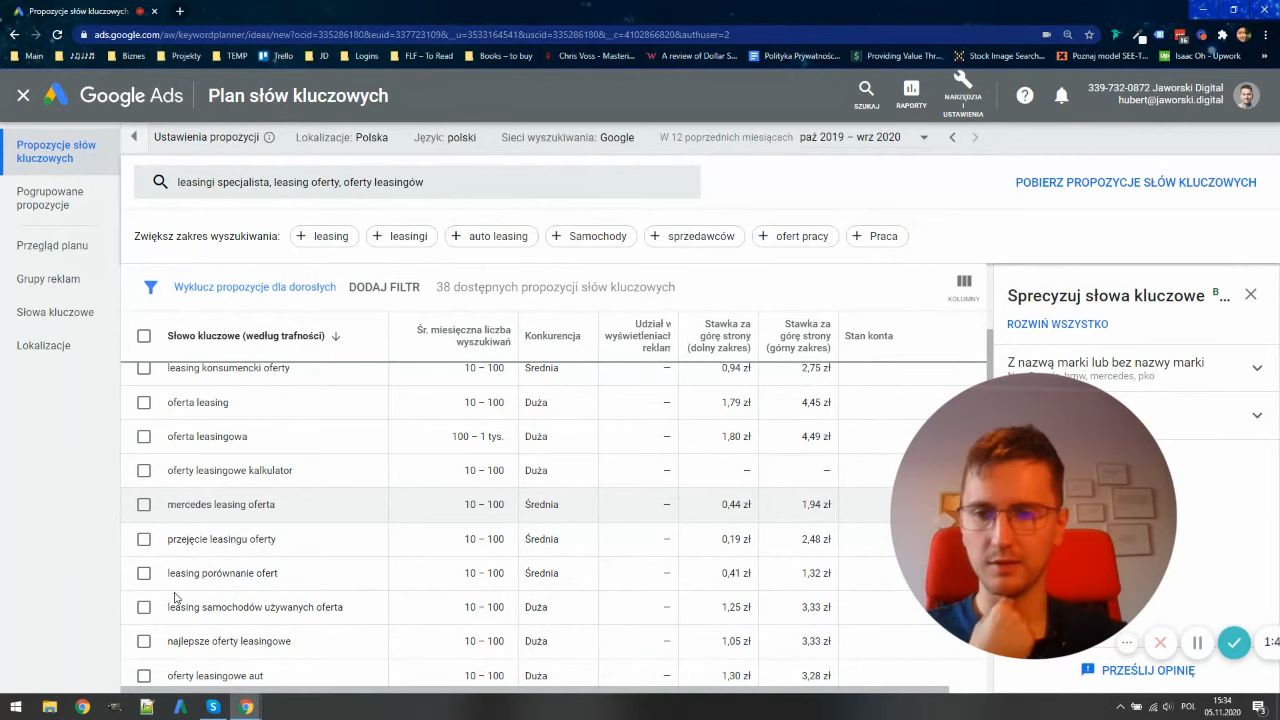 Propozycje słów kluczowych
ads.google.com/aw/keywordplanner/ideas/new?ocid=335286180&euid=337723109&__u=3533164541&uscid=335286180&__c=4102866820&authuser=2
Main
♪♫♪♫
Biznes
Projekty
TEMP
Trello
JD
Logins
FLF – To Read
Books – to buy
Chris Voss - Masteri...
A review of Dollar S...
Polityka Prywatnośc...
Providing Value Thr...
Stock Image Search...
Poznaj model SEE-T...
Isaac Oh - Upwork
Google Ads
Plan słów kluczowych
SZUKAJ
RAPORTY
NARZĘDZIA
I
USTAWIENIA
339-732-0872 Jaworski Digital
hubert@jaworski.digital
Propozycje słów
kluczowych
Pogrupowane
propozycje
Przegląd planu
Grupy reklam
Słowa kluczowe
Lokalizacje
Ustawienia propozycji
Lokalizacje: Polska
Język: polski
Sieci wyszukiwania: Google
W 12 poprzednich miesiącach
paź 2019 – wrz 2020
leasingi specjalista, leasing oferty, oferty leasingów
POBIERZ PROPOZYCJE SŁÓW KLUCZOWYCH
Zwiększ zakres wyszukiwania:
+ leasing
+ leasingi
+ auto leasing
+ Samochody
+ sprzedawców
+ ofert pracy
+ Praca
Wyklucz propozycje dla dorosłych
DODAJ FILTR
38 dostępnych propozycji słów kluczowych
KOLUMNY
Słowo kluczowe (według trafności)
Śr. miesięczna liczba
wyszukiwań
Konkurencja
Udział w
wyświetleniach
reklam
Stawka za
górę strony
(dolny zakres)
Stawka za
górę strony
(górny zakres)
Stan konta
leasing konsumencki oferty 10 – 100 Średnia — 0,94 zł 2,75 zł
oferta leasing 10 – 100 Duża — 1,79 zł 4,45 zł
oferta leasingowa 100 – 1 tys. Duża — 1,80 zł 4,49 zł
oferty leasingowe kalkulator 10 – 100 Duża — — —
mercedes leasing oferta 10 – 100 Średnia — 0,44 zł 1,94 zł
przejęcie leasingu oferty 10 – 100 Średnia — 0,19 zł 2,48 zł
leasing porównanie ofert 10 – 100 Średnia — 0,41 zł 1,32 zł
leasing samochodów używanych oferta 10 – 100 Duża — 1,25 zł 3,33 zł
najlepsze oferty leasingowe 10 – 100 Duża — 1,05 zł 3,33 zł
oferty leasingowe aut 10 – 100 Duża — 1,30 zł 3,28 zł
Sprecyzuj słowa kluczowe B...
ROZWIŃ WSZYSTKO
Z nazwą marki lub bez nazwy marki
bmw, mercedes, pko
1:4
PRZEŚLIJ OPINIĘ
POL
15:34
05.11.2020